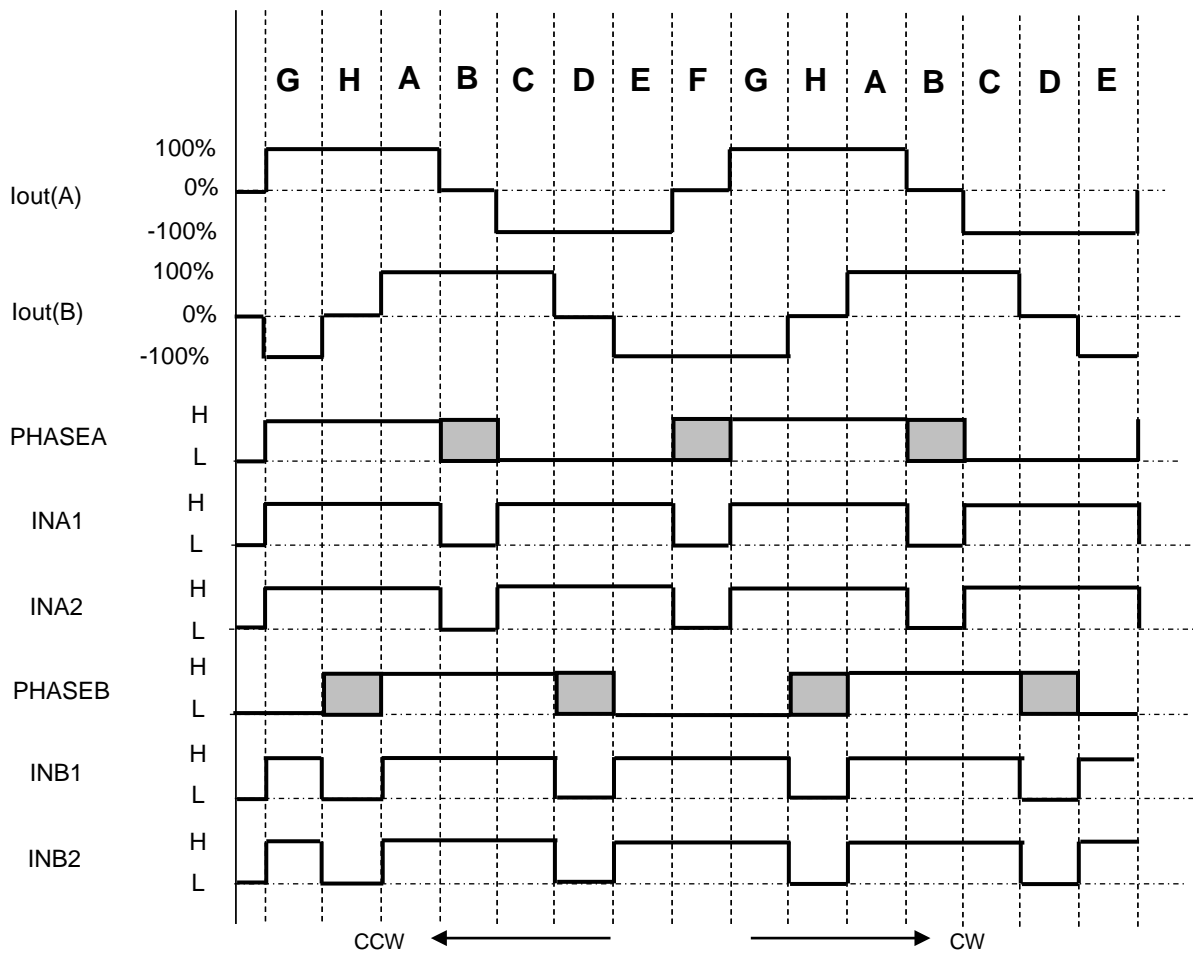 G H A B C D E F G H A B C D E
100%
Iout(A)
0%
-100%
100%
Iout(B)
0%
-100%
PHASEA
H
L
INA1
H
L
INA2
H
L
PHASEB
H
L
INB1
H
L
INB2
H
L
CCW
CW